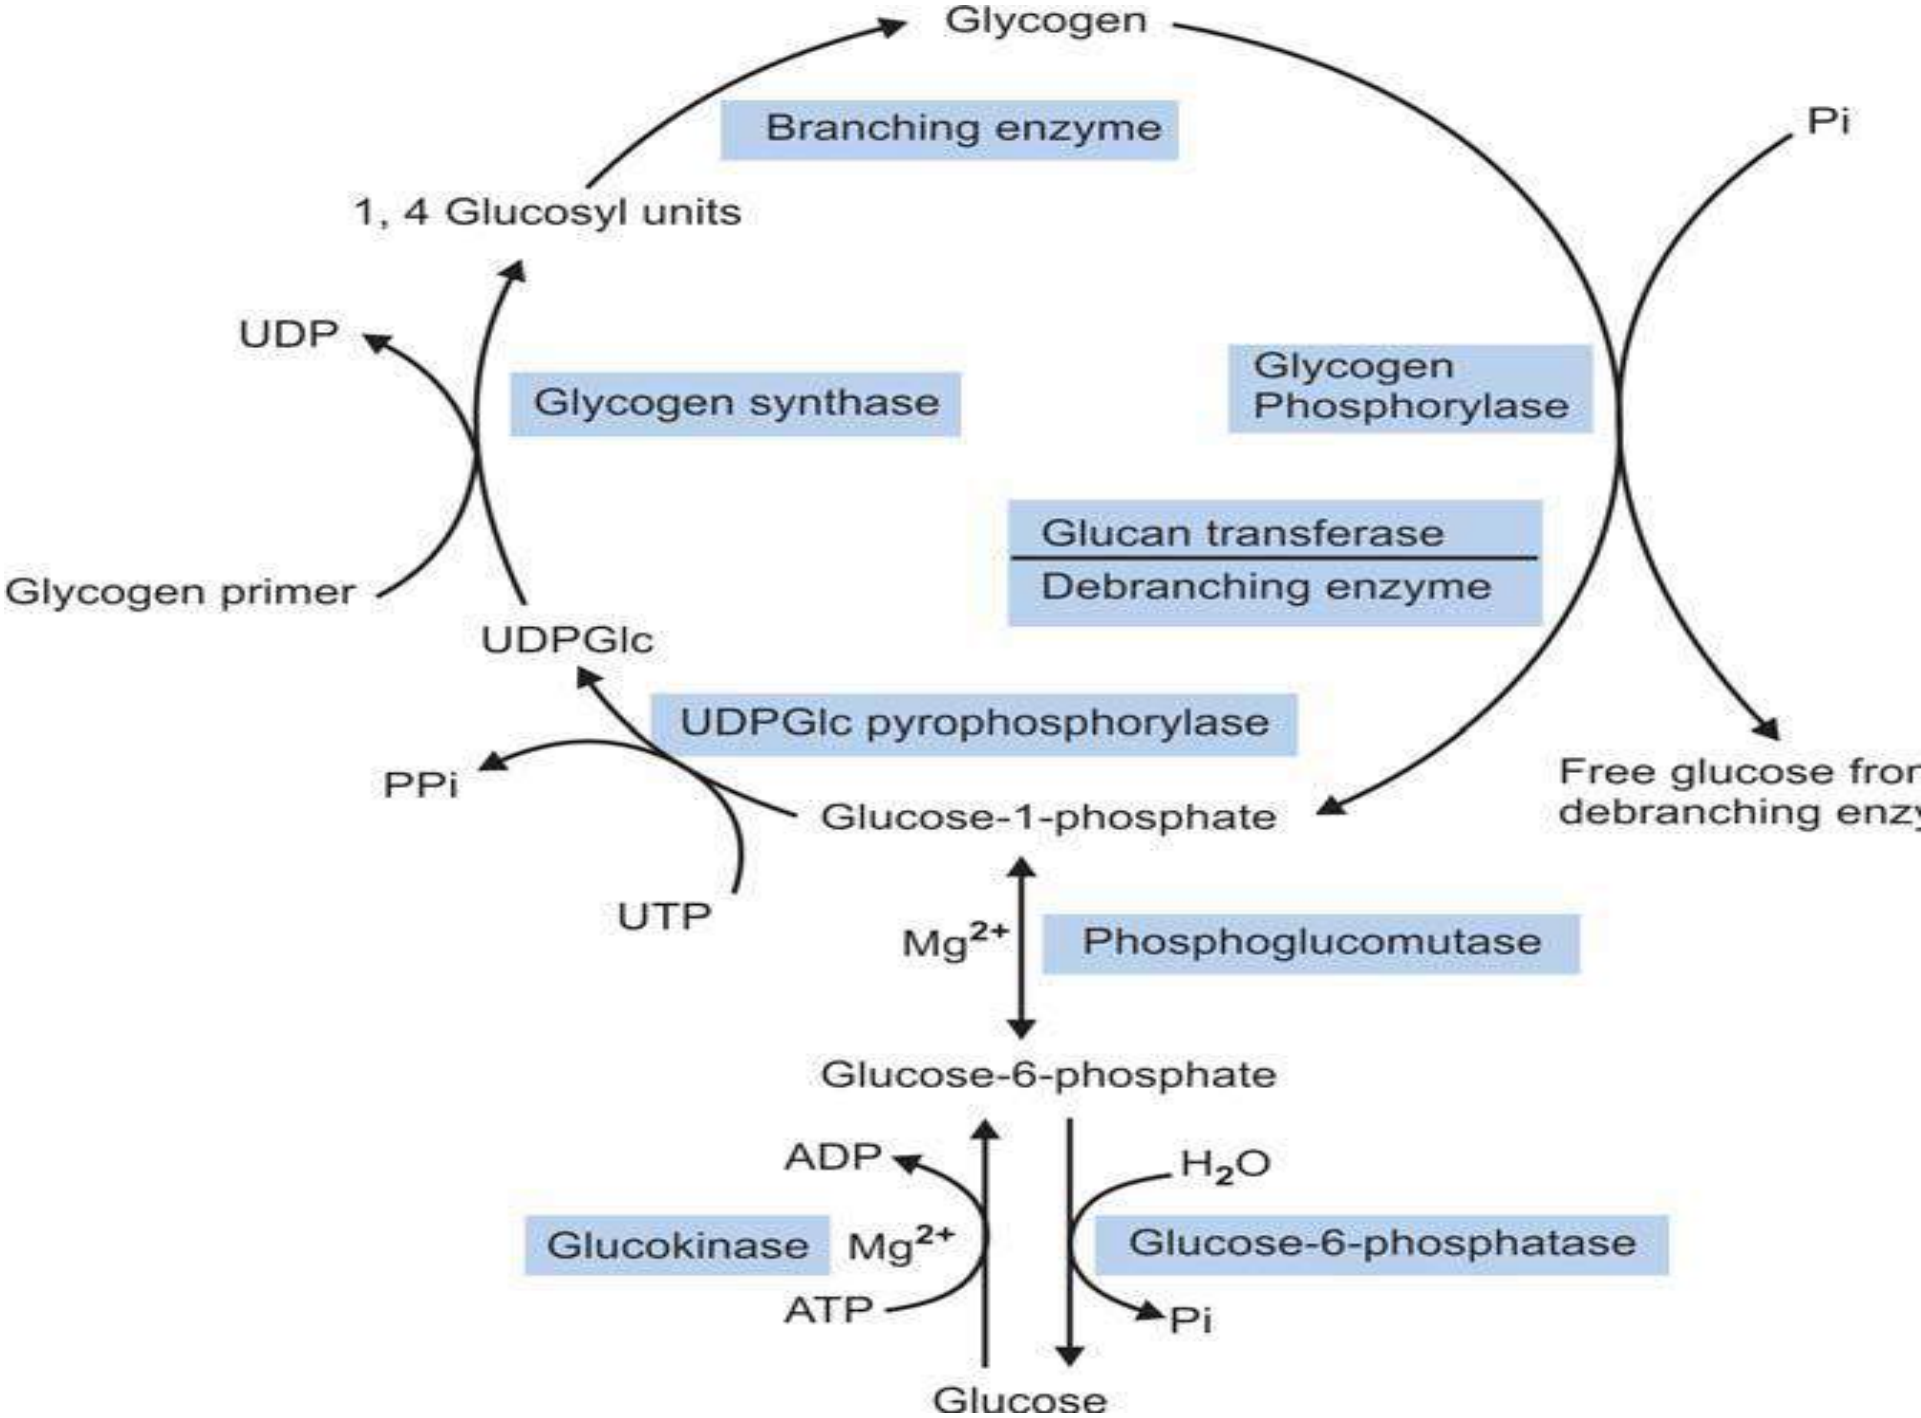 Glycogen
Branching enzyme
Pi
1, 4 Glucosyl units
UDP
Glycogen synthase
Glycogen
Phosphorylase
Glucan transferase
Debranching enzyme
Glycogen primer
UDPGlc
UDPGlc pyrophosphorylase
PPi
Free glucose
debranching
Glucose-1-phosphate
UTP
Mg2+
Phosphoglucomutase
Glucose-6-phosphate
ADP
H2O
Glucokinase
Mg2+
Glucose-6-phosphatase
ATP
Pi
Glucose